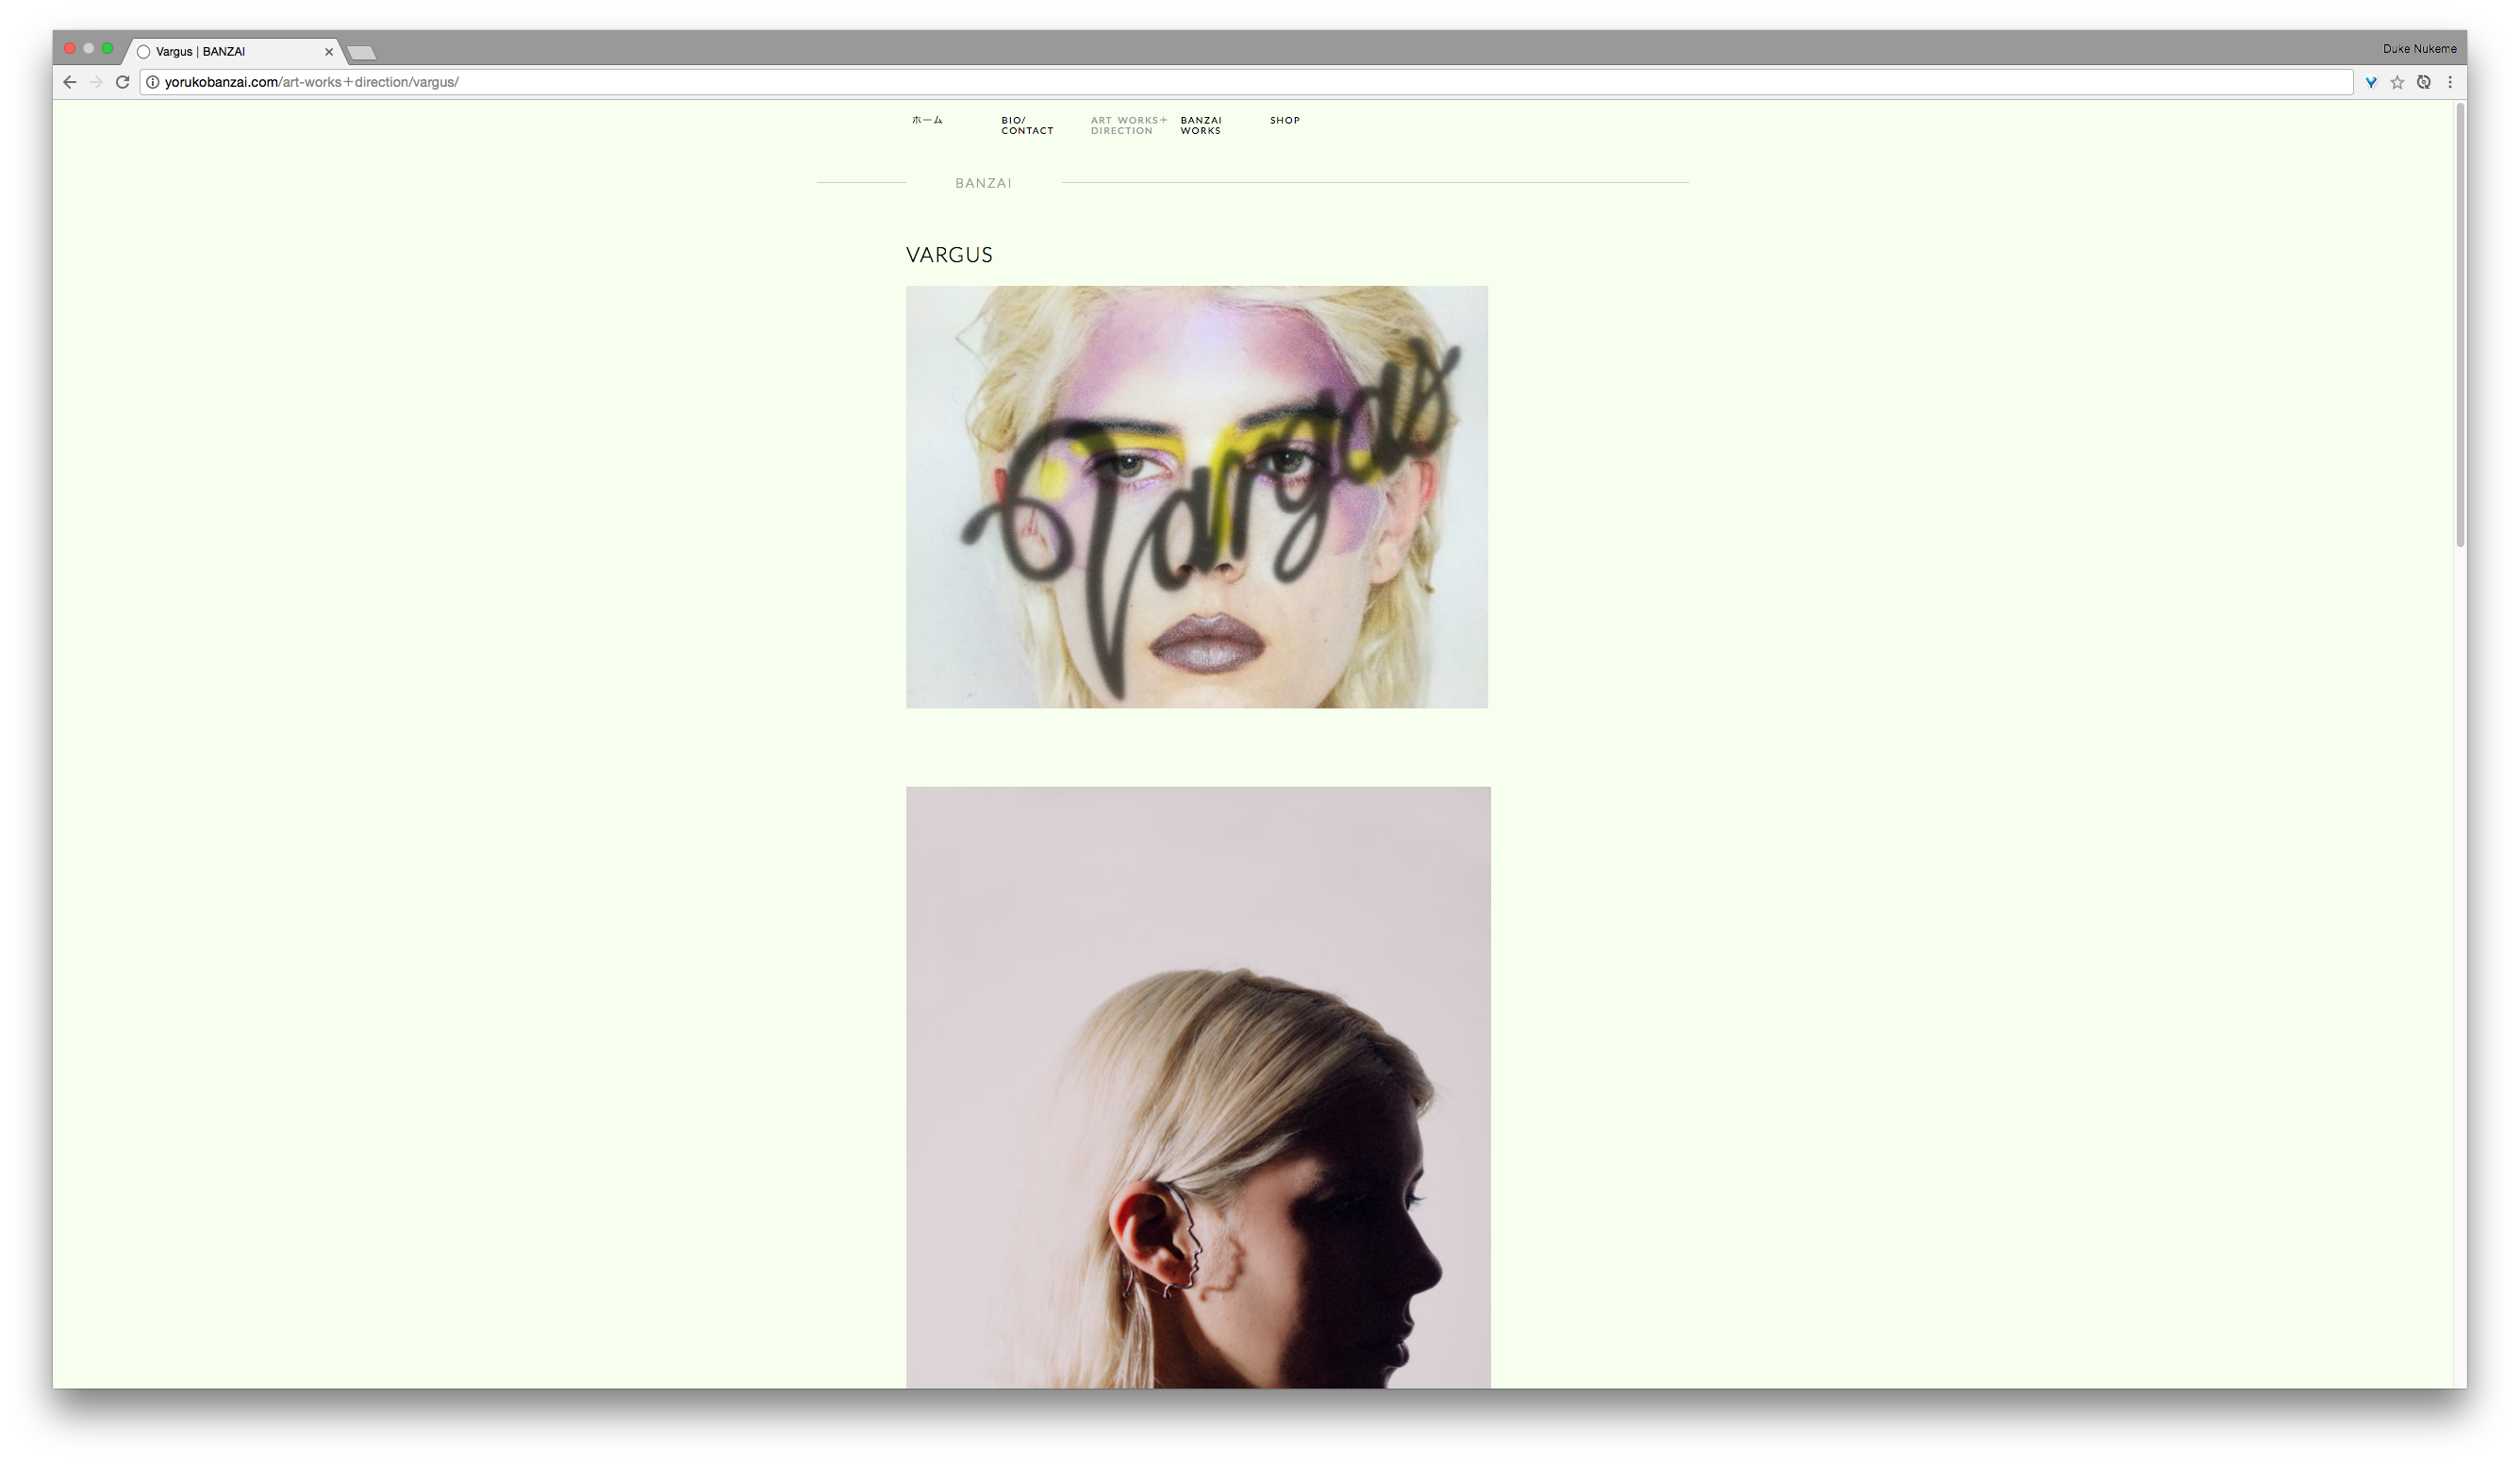 Vargus | BANZAI
Duke Nukeme
yorukobanzai.com/art-works+direction/vargus/
ホーム
BIO/
CONTACT
ART WORKS+
DIRECTION
BANZAI
WORKS
SHOP
BANZAI
VARGUS
Vargas